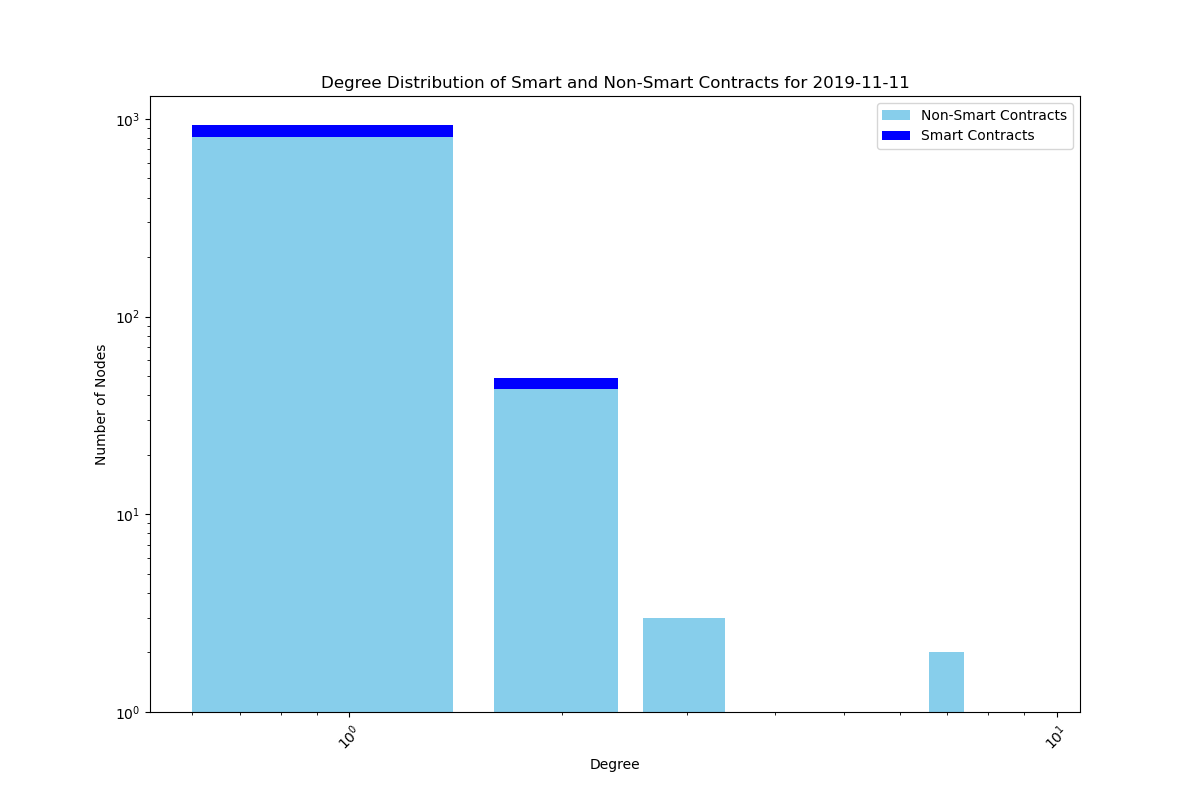 Degree Distribution of Smart and Non-Smart Contracts for 2019-11-11
Non-Smart Contracts
Smart Contracts
Number of Nodes
10³
10²
10¹
10⁰
10⁰
10¹
Degree